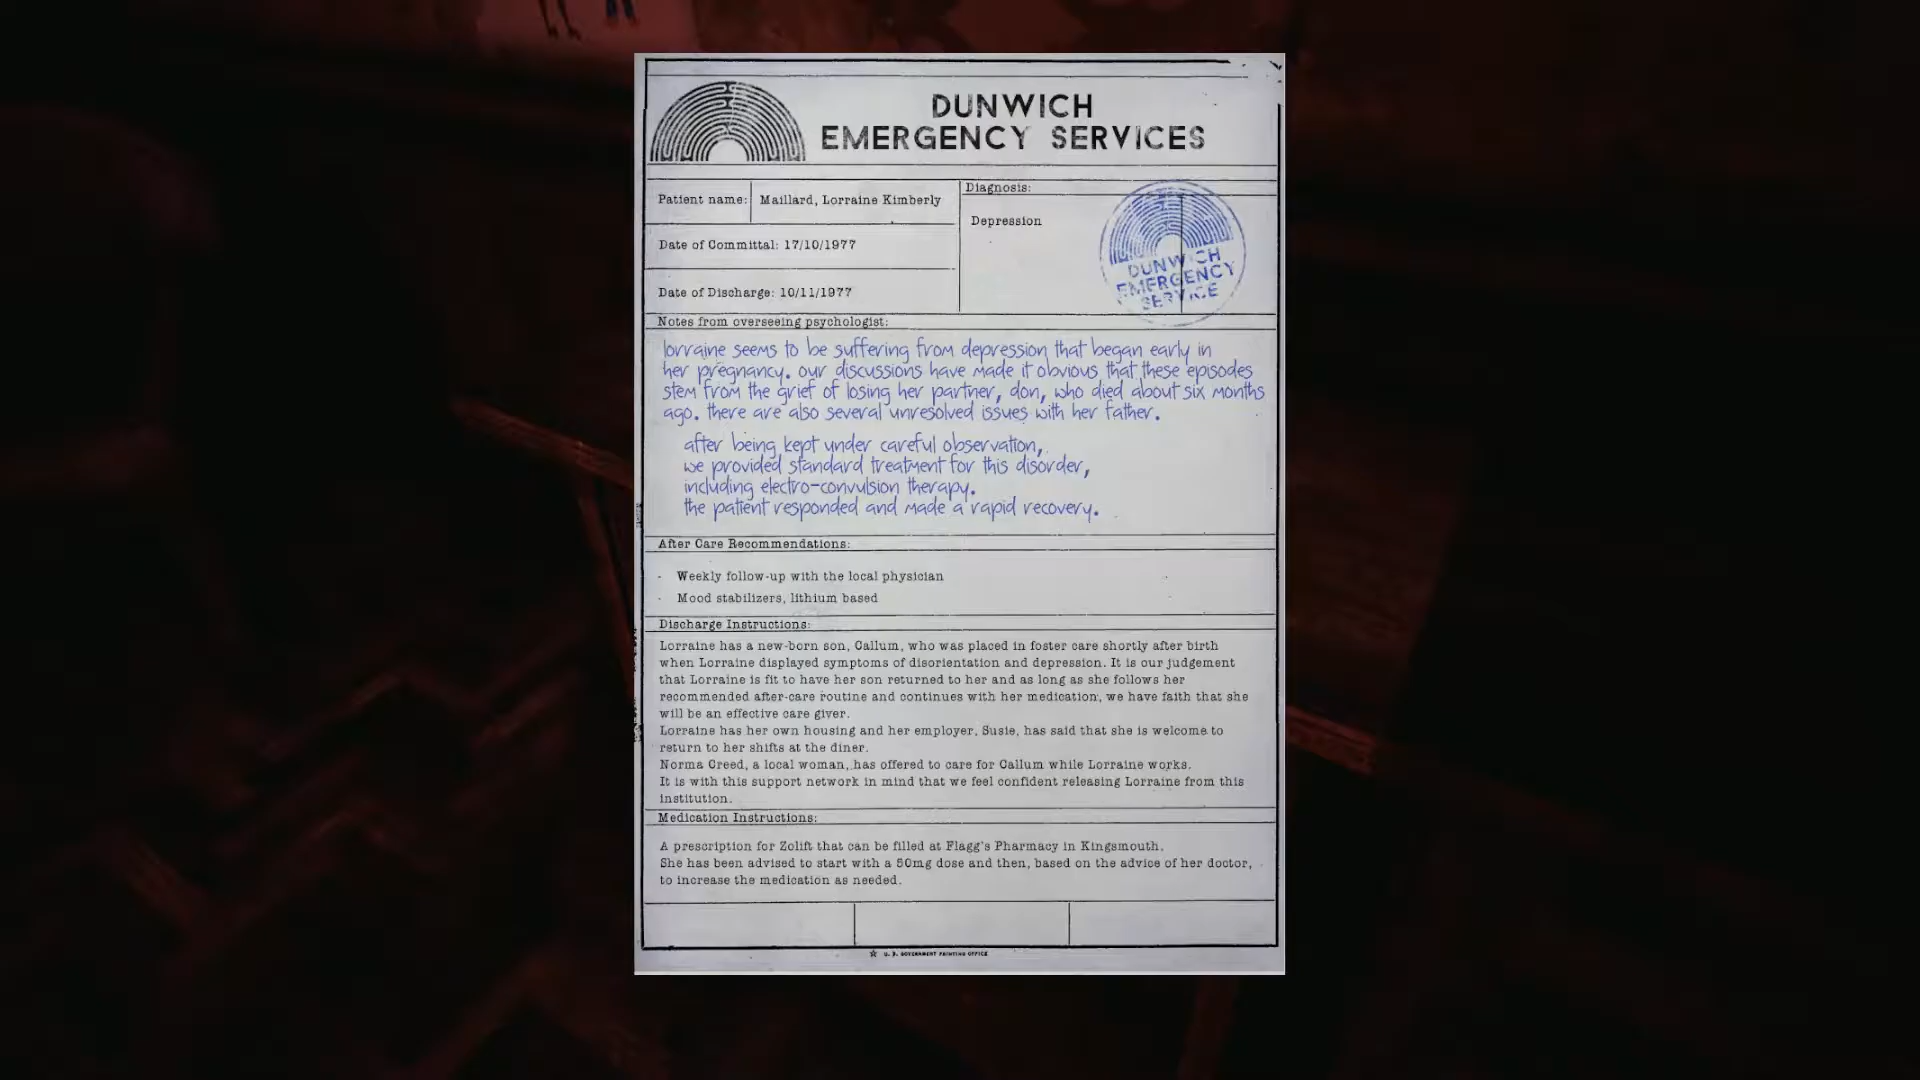 DUNWICH
EMERGENCY SERVICES
Patient name:
Maillard, Lorraine Kimberly
Diagnosis:
Depression
DUNWICH
EMERGENCY
SERVICE
Date of Committal: 17/10/1977
Date of Discharge: 10/11/1977
Notes from overseeing psychologist:
lorraine seems to be suffering from depression that began early in
her pregnancy. our discussions have made it obvious that these episodes
stem from the grief of losing her partner, don, who died about six months
ago. there are also several unresolved issues with her father.
after being kept under careful observation,
we provided standard treatment for this disorder,
including electro-convulsion therapy.
the patient responded and made a rapid recovery.
After Care Recommendations:
- Weekly follow-up with the local physician
- Mood stabilizers, lithium based
Discharge Instructions:
Lorraine has a new-born son, Callum, who was placed in foster care shortly after birth
when Lorraine displayed symptoms of disorientation and depression. It is our judgement
that Lorraine is fit to have her son returned to her and as long as she follows her
recommended after-care routine and continues with her medication, we have faith that she
will be an effective care giver.
Lorraine has her own housing and her employer, Susie, has said that she is welcome to
return to her shifts at the diner.
Norma Creed, a local woman, has offered to care for Callum while Lorraine works.
It is with this support network in mind that we feel confident releasing Lorraine from this
institution.
Medication Instructions:
A prescription for Zolift that can be filled at Flagg's Pharmacy in Kingsmouth.
She has been advised to start with a 50mg dose and then, based on the advice of her doctor,
to increase the medication as needed.
☆ U. S. GOVERNMENT PRINTING OFFICE